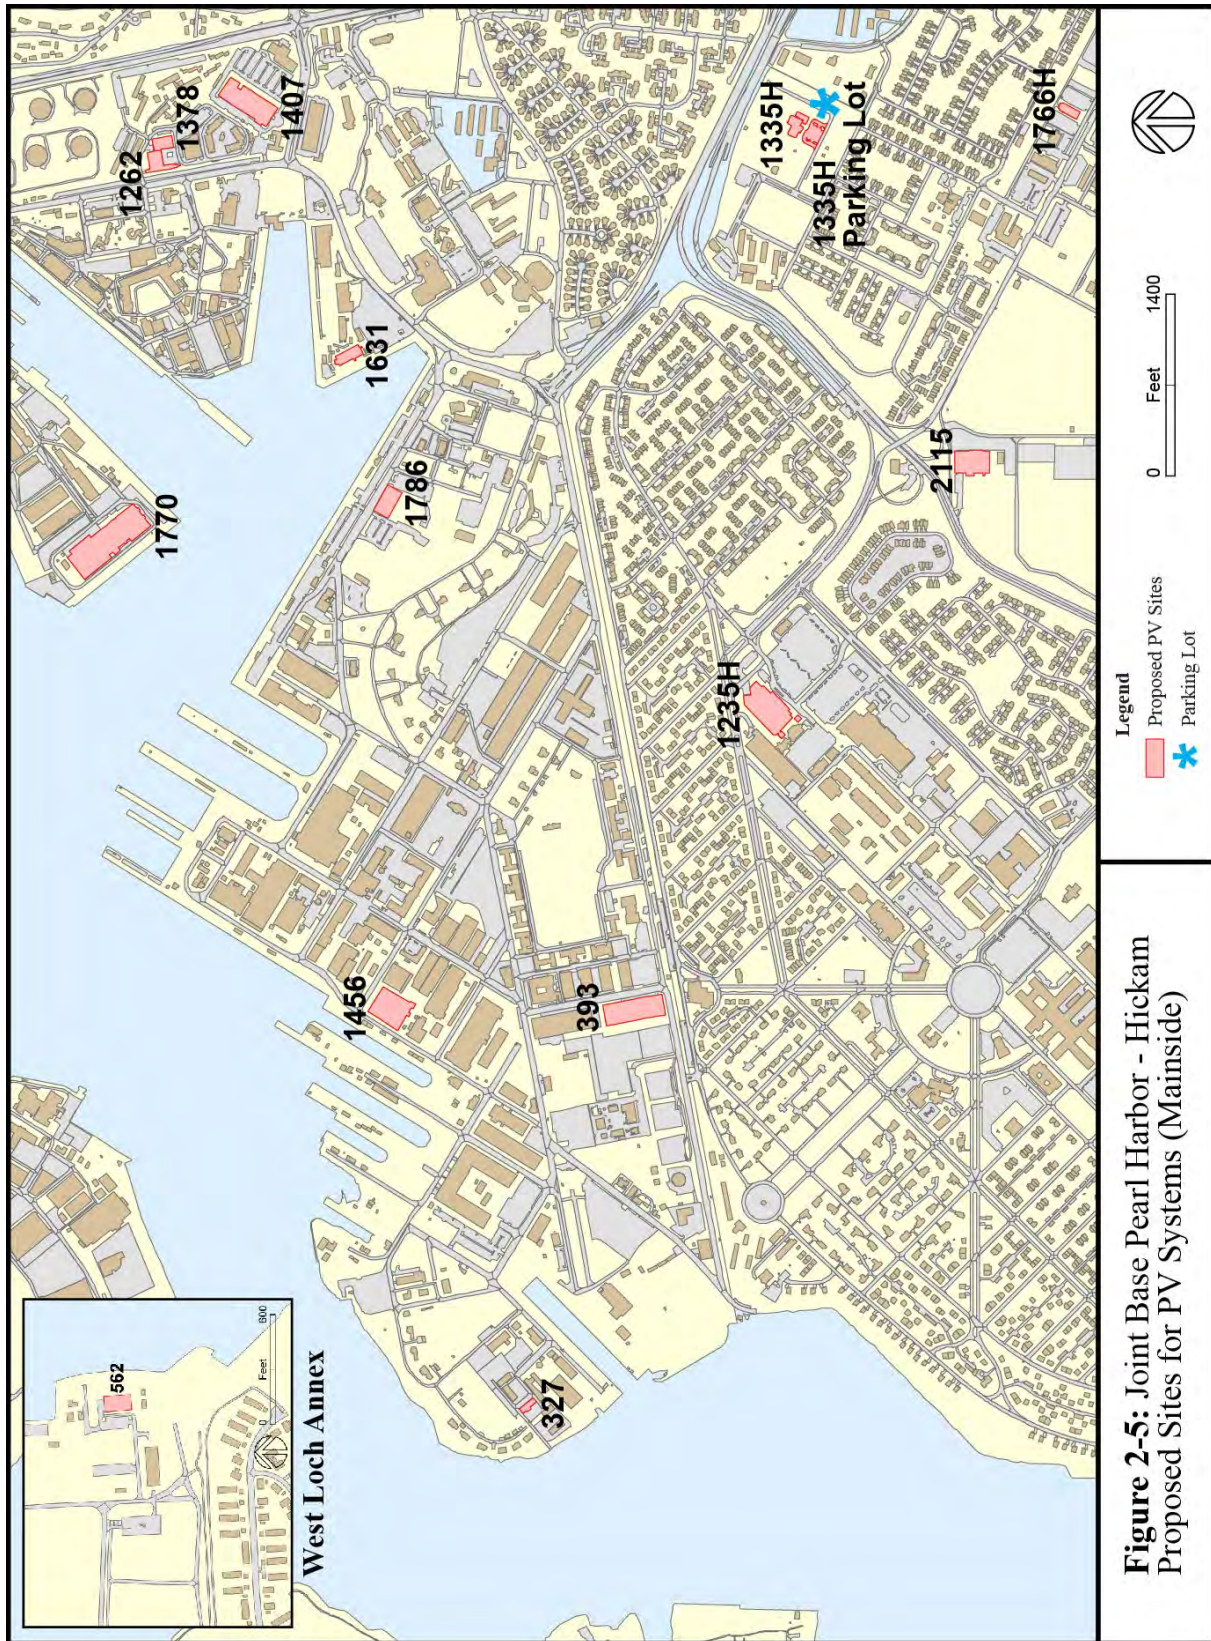 562
0 Feet 600
West Loch Annex
327
1456
393
1770
1786
1631
1262
1378
1407
1235H
2115
1335H
1335H
Parking Lot
1766H
Figure 2-5: Joint Base Pearl Harbor - Hickam
Proposed Sites for PV Systems (Mainside)
Legend
Proposed PV Sites
Parking Lot
0 Feet 1400